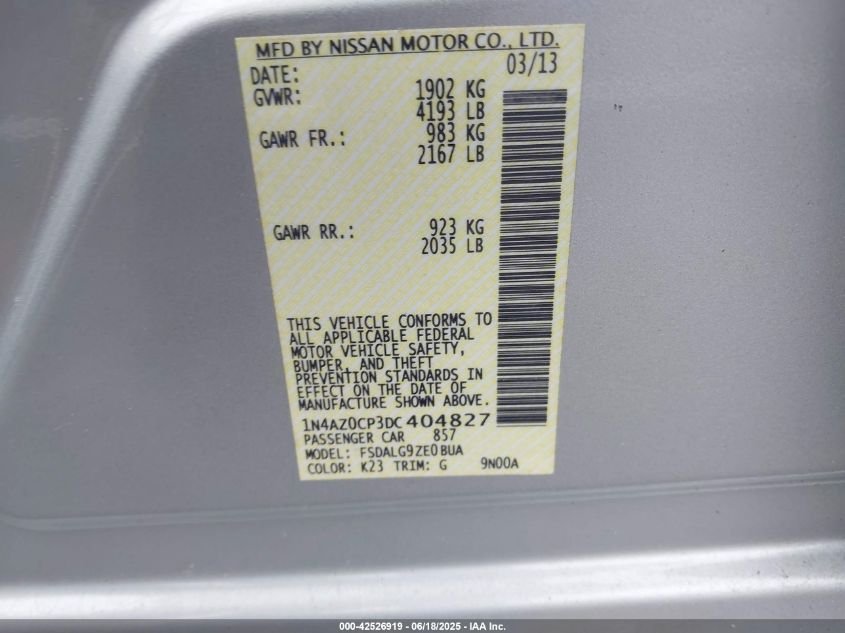 MFD BY NISSAN MOTOR CO., LTD.
DATE: 03/13
GVWR: 1902 KG
4193 LB
GAWR FR.: 983 KG
2167 LB
GAWR RR.: 923 KG
2035 LB
THIS VEHICLE CONFORMS TO
ALL APPLICABLE FEDERAL
MOTOR VEHICLE SAFETY,
BUMPER, AND THEFT
PREVENTION STANDARDS IN
EFFECT ON THE DATE OF
MANUFACTURE SHOWN ABOVE.
1N4AZ0CP3DC404827
PASSENGER CAR 857
MODEL: FSDALG9ZE0BUA
COLOR: K23 TRIM: G 9N00A
000-42526919 - 06/18/2025 - IAA Inc.